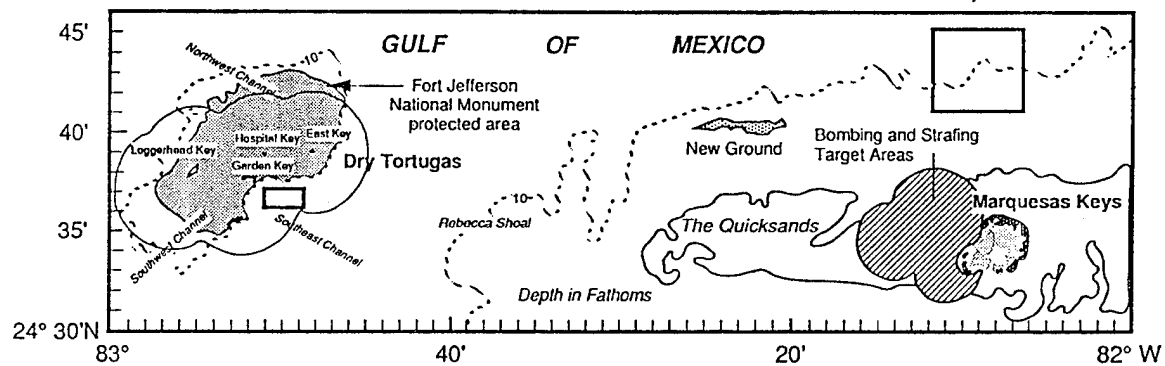 45'
GULF OF MEXICO
Northwest Channel
10
Fort Jefferson
National Monument
protected area
40'
Hospital Key
East Key
Loggerhead Key
Garden Key
Dry Tortugas
New Ground
Bombing and Strafing
Target Areas
10
Marquesas Keys
Rebecca Shoal
The Quicksands
35'
Southwest Channel
Southeast Channel
Depth in Fathoms
24° 30'N
83°
40'
20'
82° W